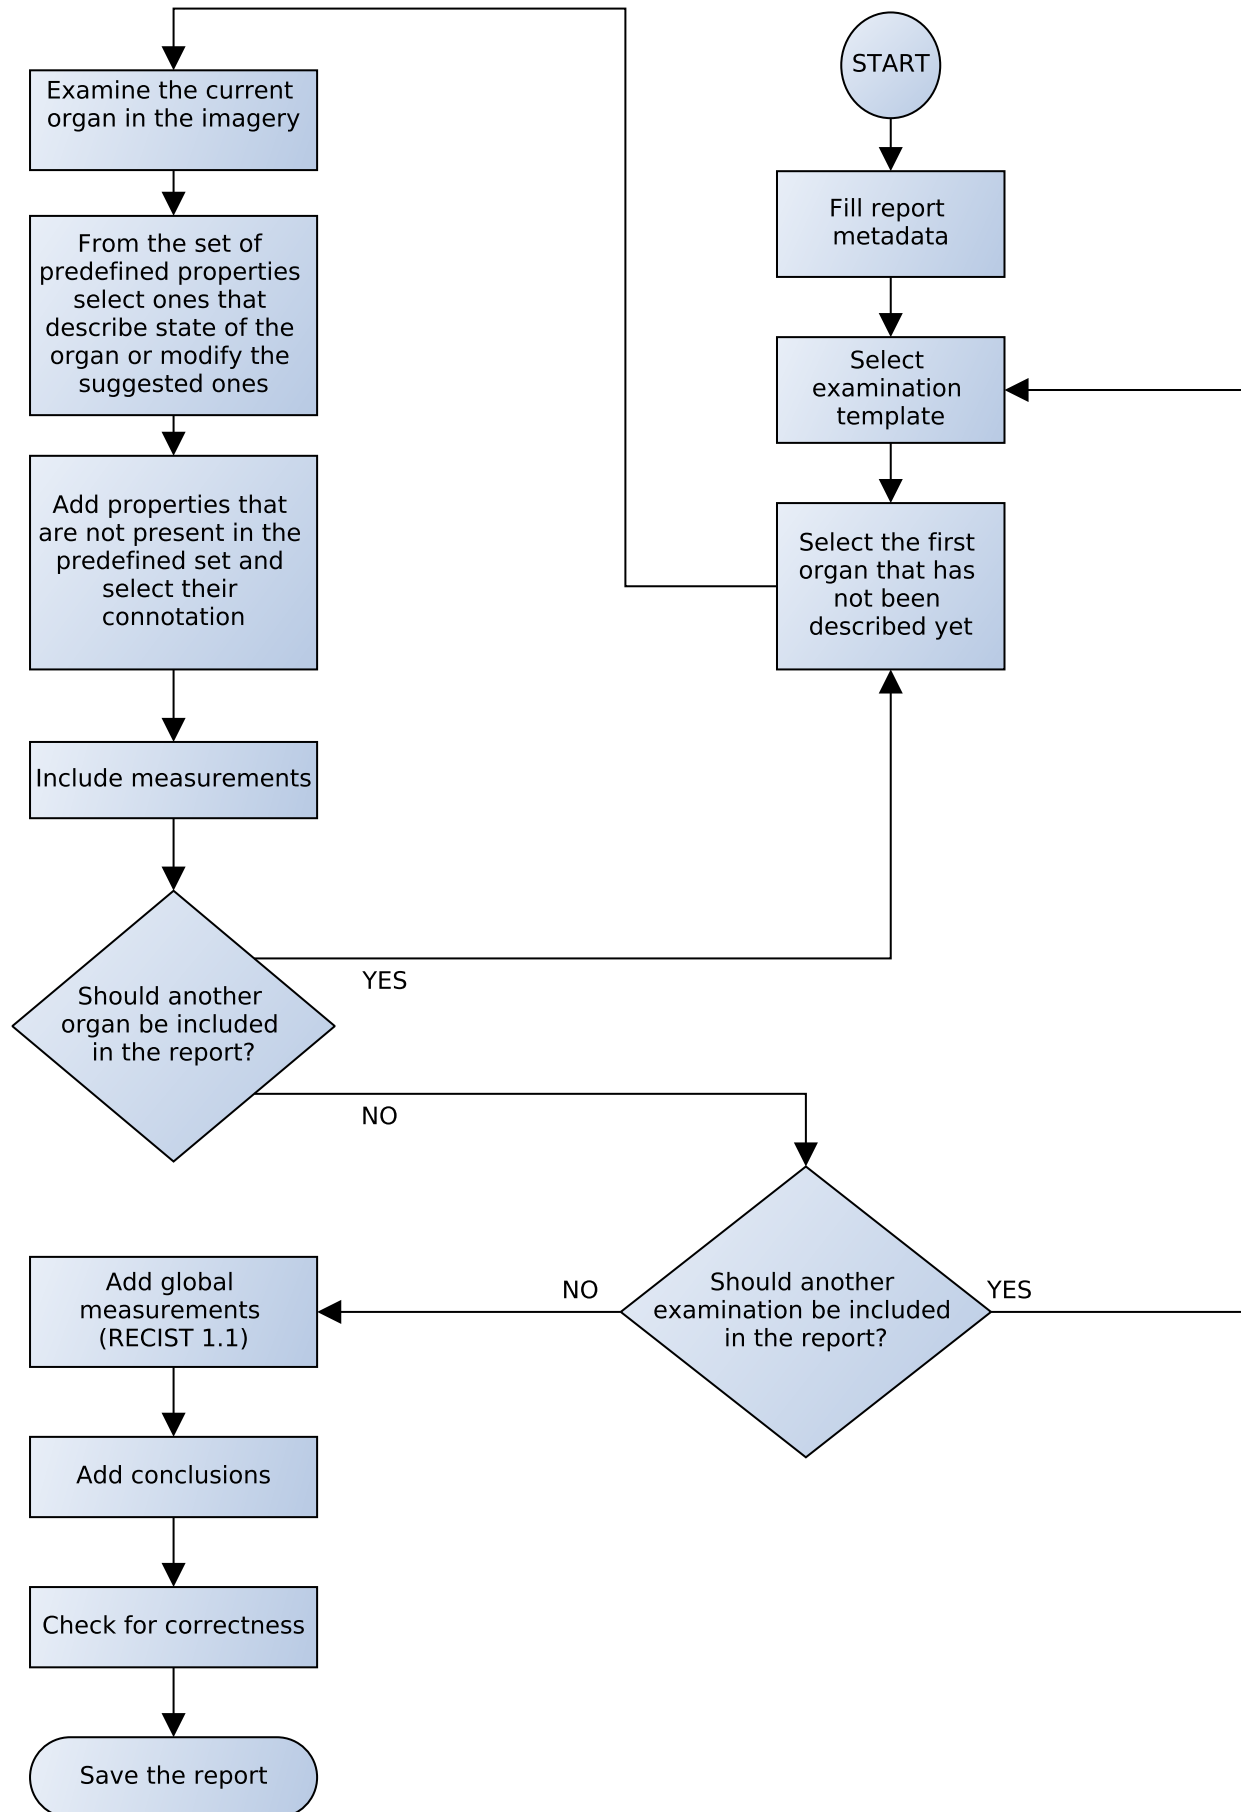 START
Fill report
metadata
Select
examination
template
Select the first
organ that has
not been
described yet
Examine the current
organ in the imagery
From the set of
predefined properties
select ones that
describe state of the
organ or modify the
suggested ones
Add properties that
are not present in the
predefined set and
select their
connotation
Include measurements
Should another
organ be included
in the report?
YES
NO
Should another
examination be included
in the report?
YES
NO
Add global
measurements
(RECIST 1.1)
Add conclusions
Check for correctness
Save the report